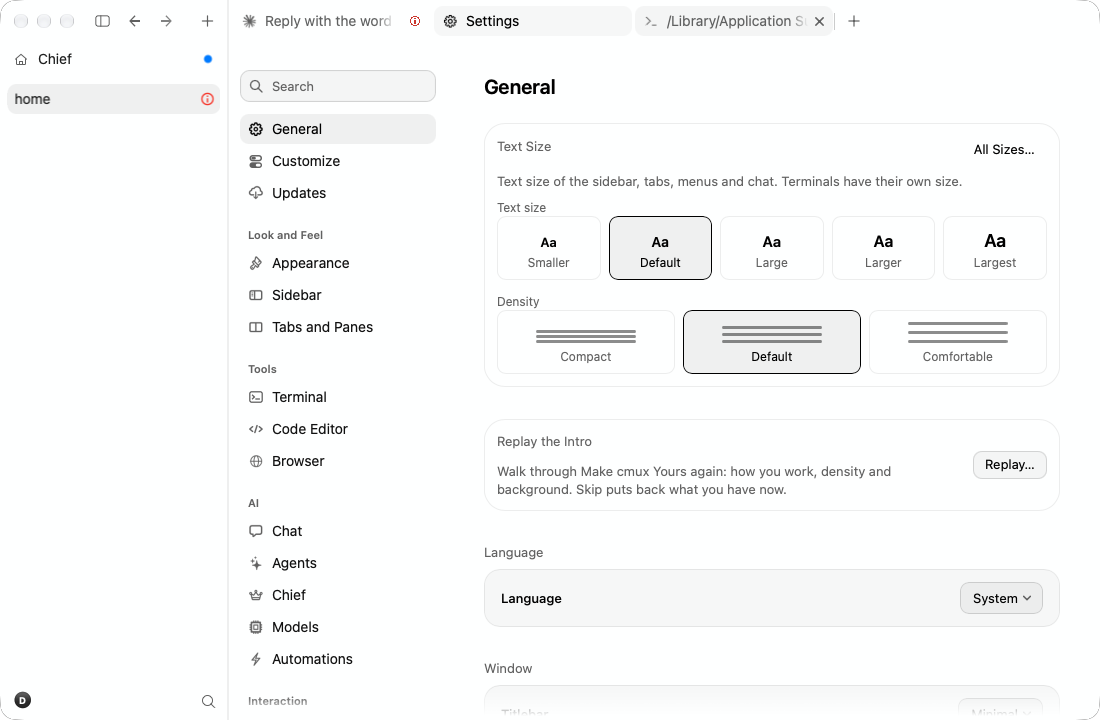 Chief
home
D
Reply with the word
Settings
/Library/Application S
Search
General
Customize
Updates
Look and Feel
Appearance
Sidebar
Tabs and Panes
Tools
Terminal
Code Editor
Browser
AI
Chat
Agents
Chief
Models
Automations
Interaction
General
Text Size
All Sizes...
Text size of the sidebar, tabs, menus and chat. Terminals have their own size.
Text size
Aa Aa Aa Aa Aa
Smaller Default Large Larger Largest
Density
Compact Default Comfortable
Replay the Intro
Walk through Make cmux Yours again: how you work, density and
background. Skip puts back what you have now.
Replay...
Language
Language
System
Window
Titlebar
Minimal